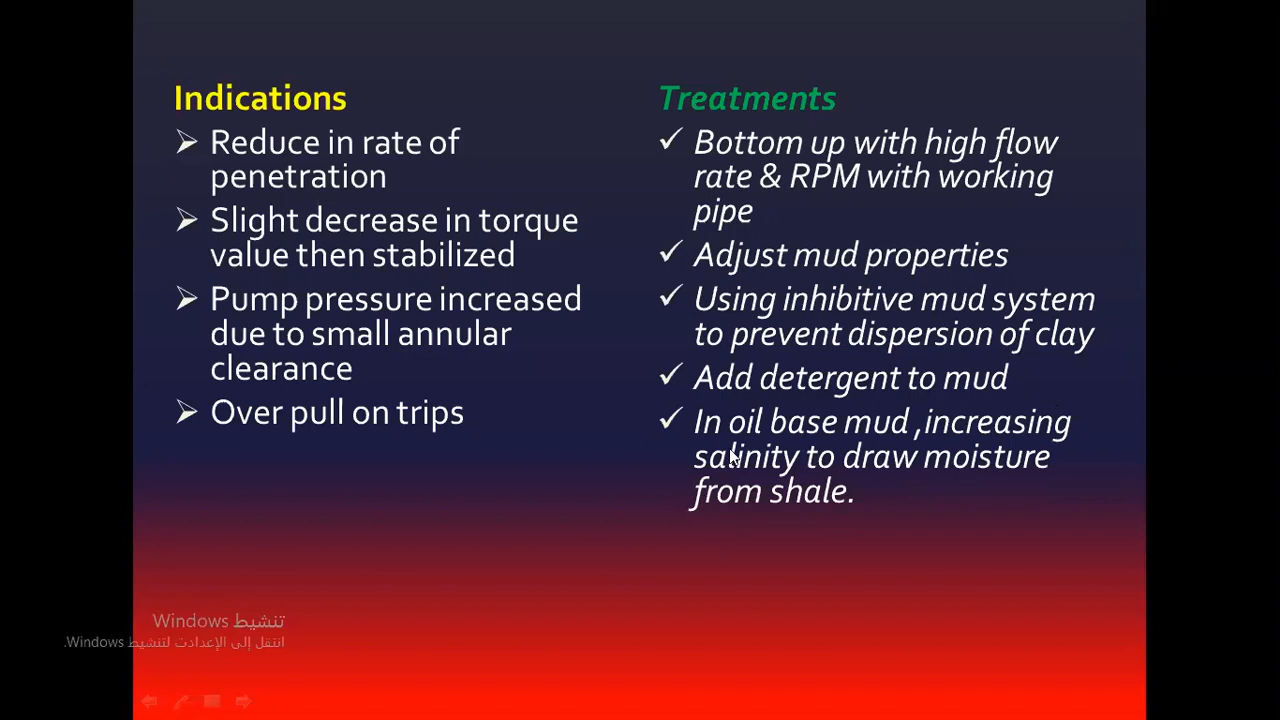 Indications
Reduce in rate of
penetration
Slight decrease in torque
value then stabilized
Pump pressure increased
due to small annular
clearance
Over pull on trips
Treatments
Bottom up with high flow
rate & RPM with working
pipe
Adjust mud properties
Using inhibitive mud system
to prevent dispersion of clay
Add detergent to mud
In oil base mud ,increasing
salinity to draw moisture
from shale.
تنشيط Windows
انتقل إلى الإعدادت لتنشيط Windows.